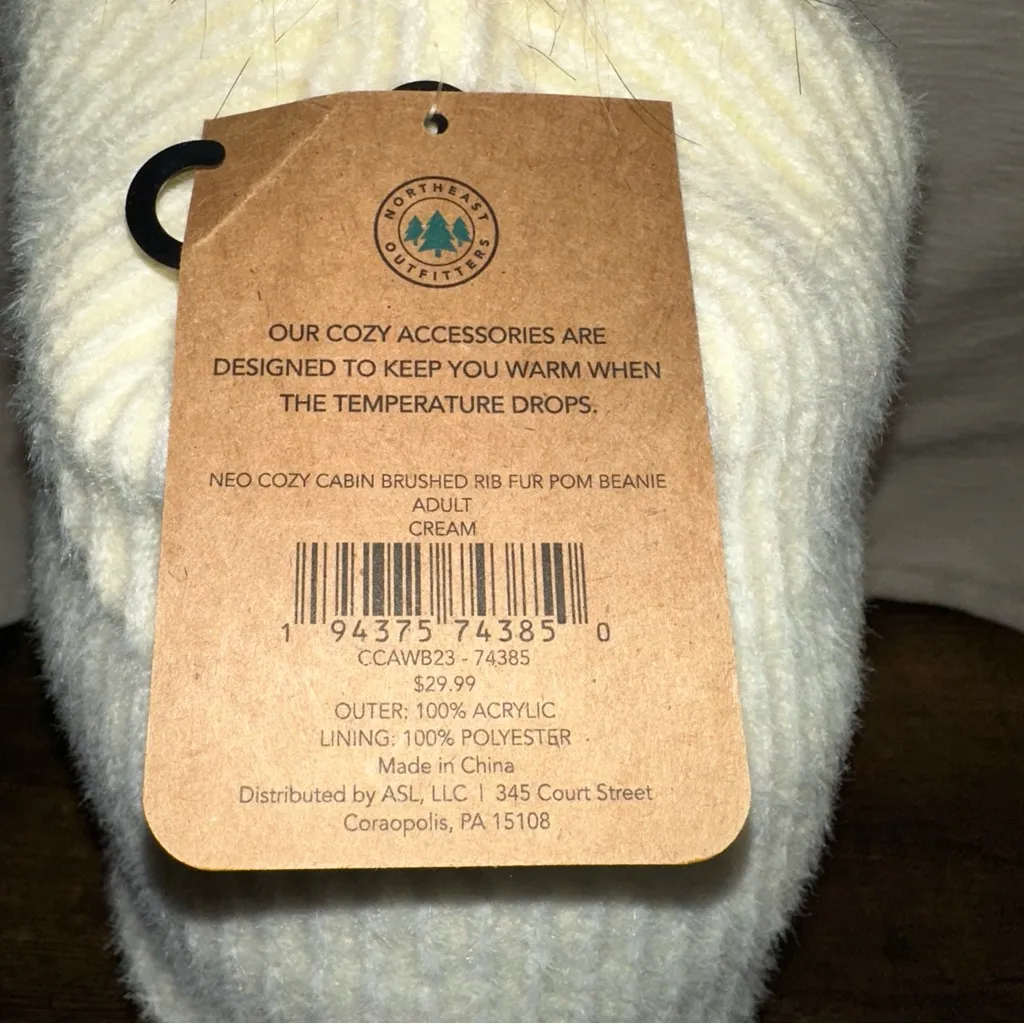 NORTHEAST
OUTFITTERS
OUR COZY ACCESSORIES ARE
DESIGNED TO KEEP YOU WARM WHEN
THE TEMPERATURE DROPS.
NEO COZY CABIN BRUSHED RIB FUR POM BEANIE
ADULT
CREAM
1 94375 74385 0
CCAWB23 - 74385
$29.99
OUTER: 100% ACRYLIC
LINING: 100% POLYESTER
Made in China
Distributed by ASL, LLC | 345 Court Street
Coraopolis, PA 15108